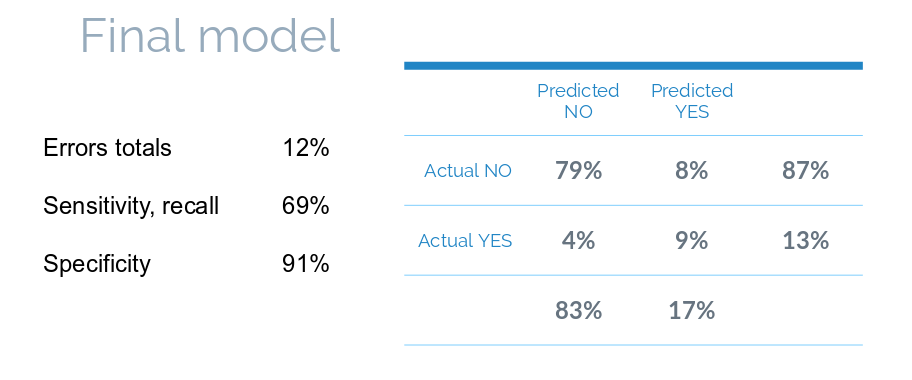 Final model
Errors totals 12%
Sensitivity, recall 69%
Specificity 91%
Predicted NO Predicted YES
Actual NO 79% 8% 87%
Actual YES 4% 9% 13%
83% 17%